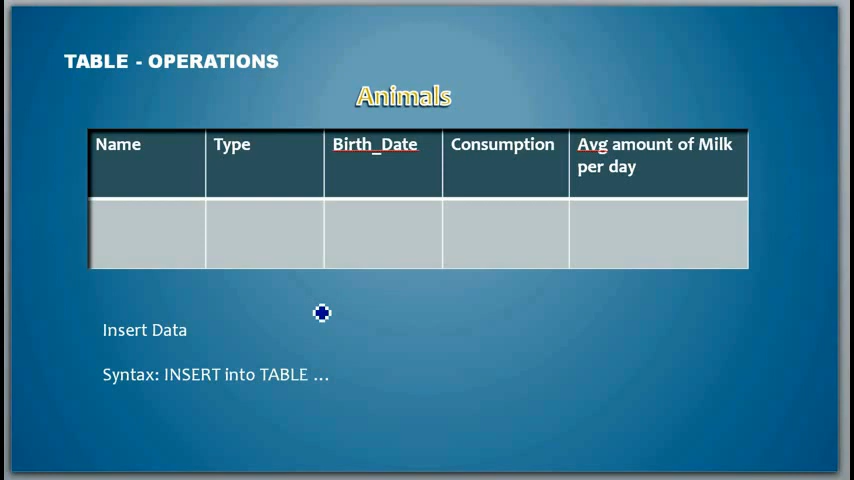 TABLE - OPERATIONS
Animals
Name Type Birth_Date Consumption Avg amount of Milk
per day
Insert Data
Syntax: INSERT into TABLE ...